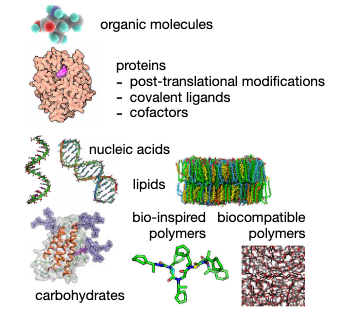 organic molecules
proteins
- post-translational modifications
- covalent ligands
- cofactors
nucleic acids
lipids
bio-inspired
polymers
biocompatible
polymers
carbohydrates